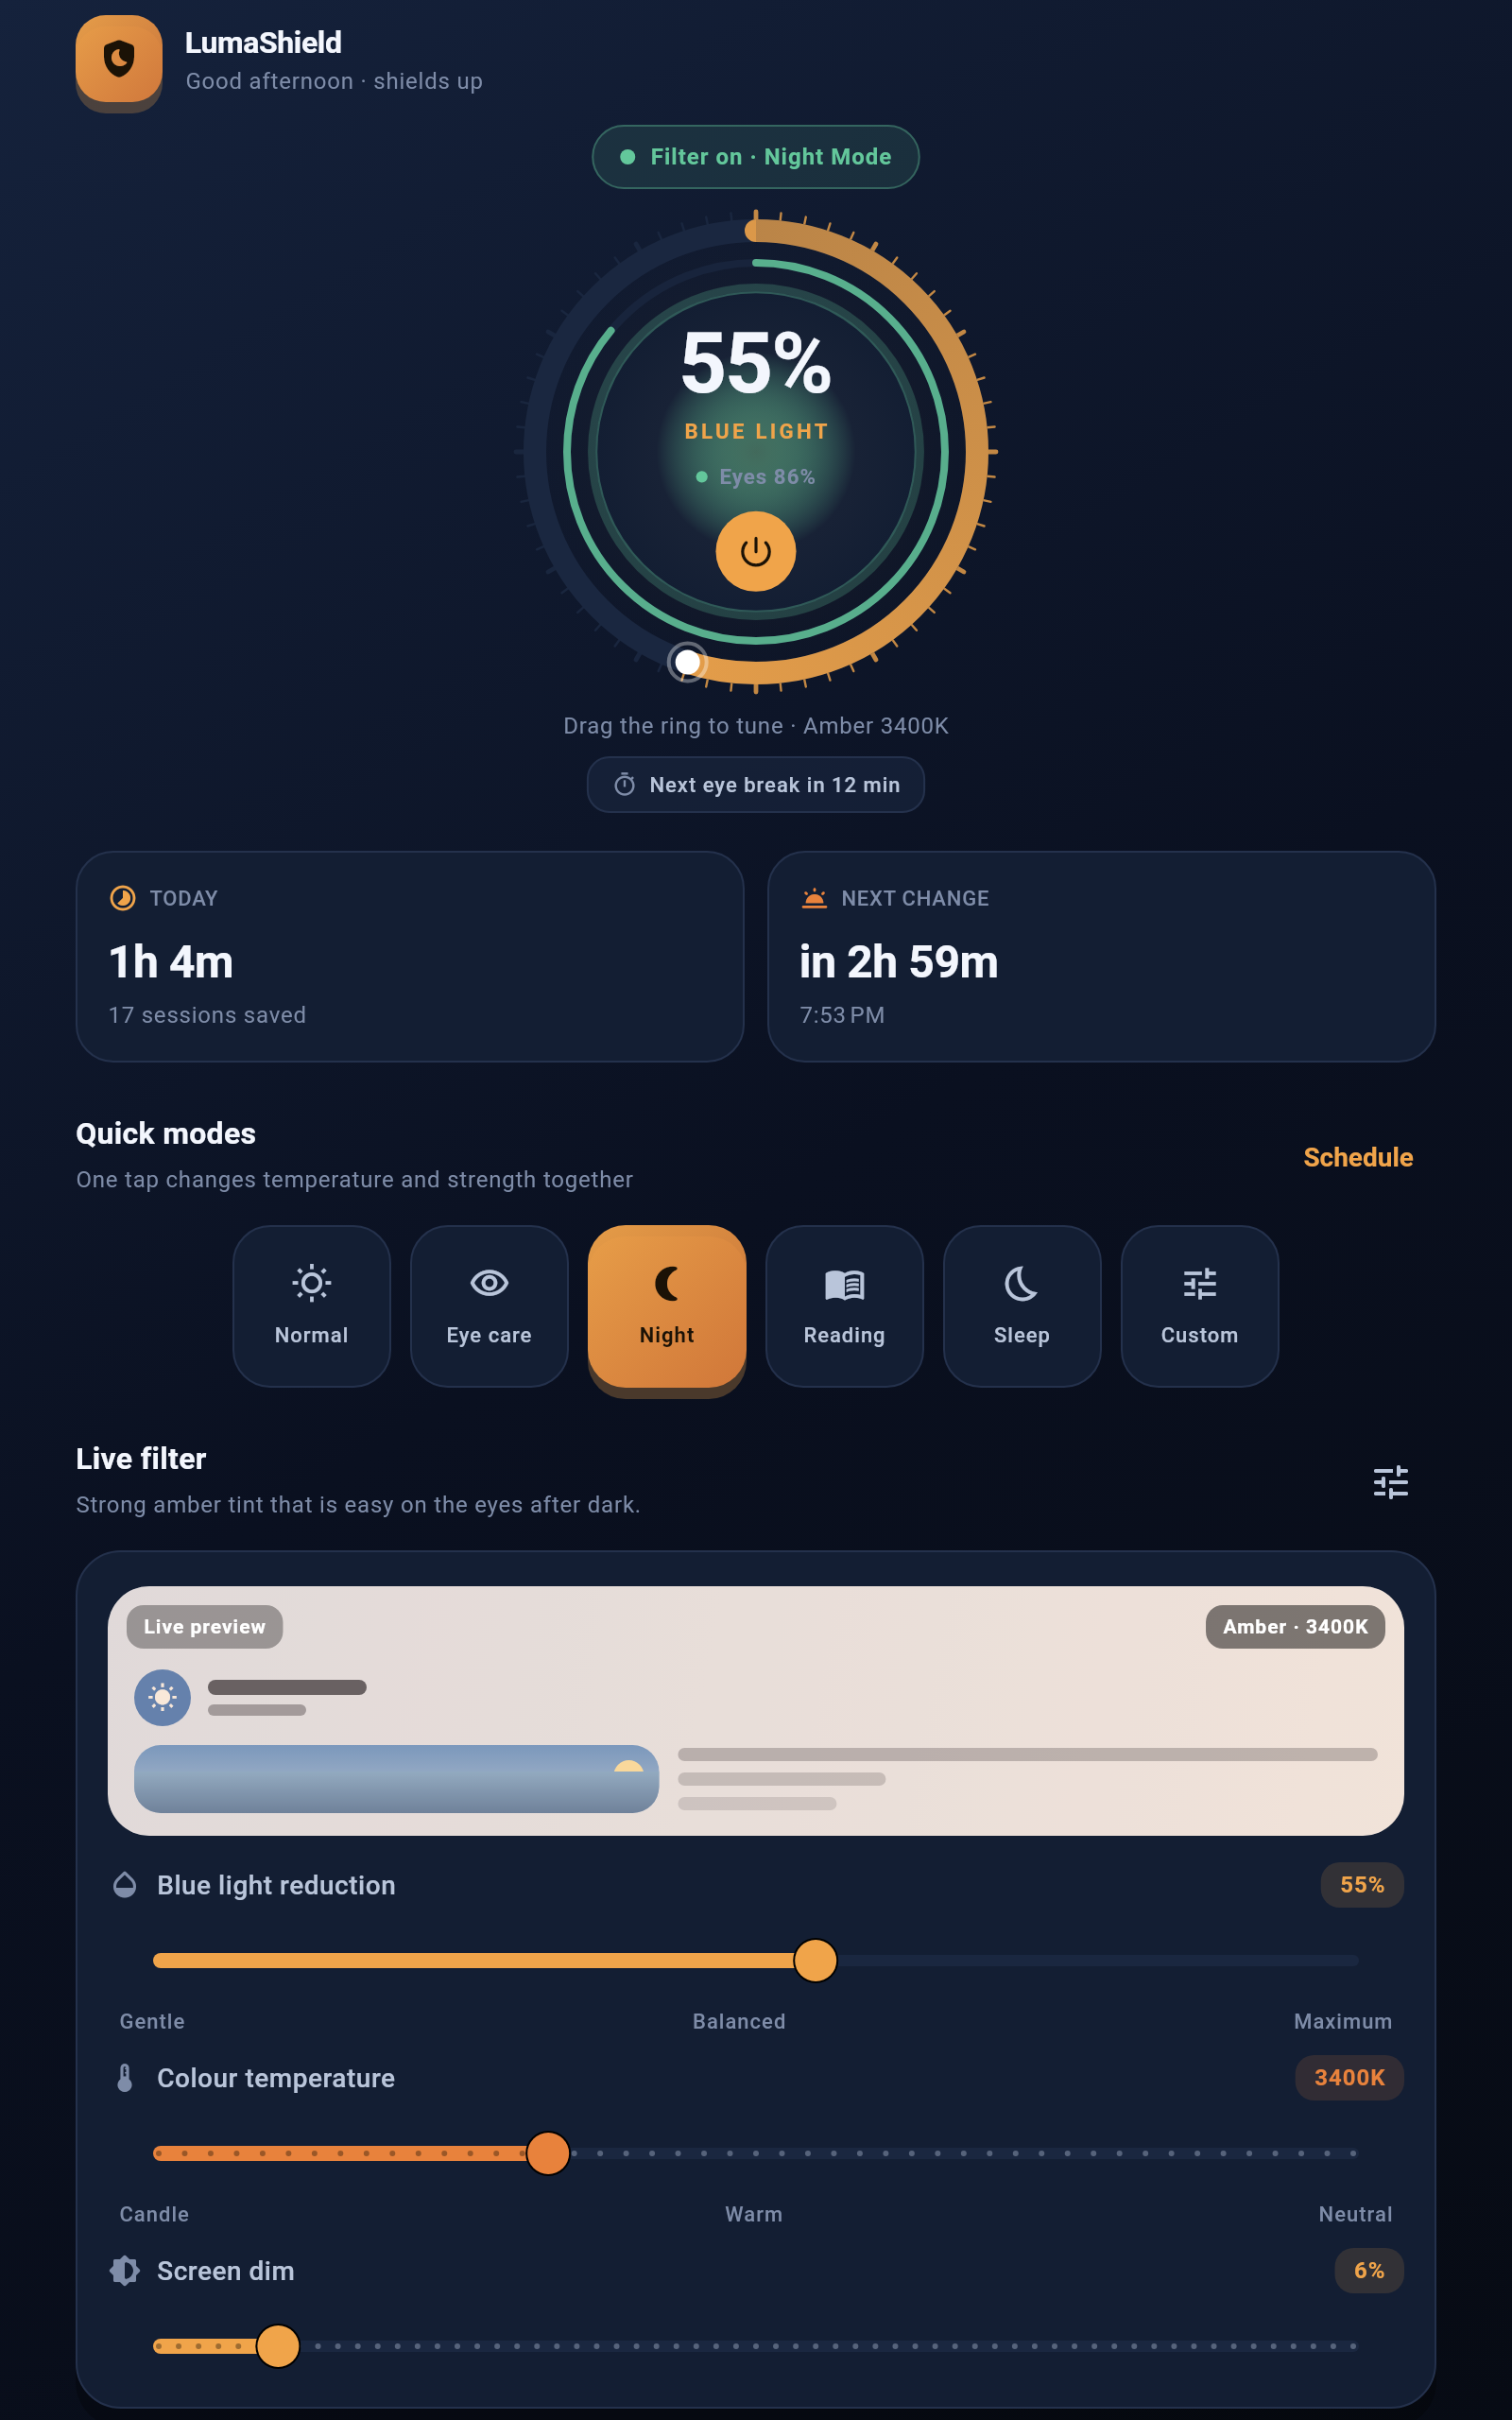 LumaShield
Good afternoon · shields up
Filter on · Night Mode
55%
BLUE LIGHT
Eyes 86%
Drag the ring to tune · Amber 3400K
Next eye break in 12 min
TODAY
1h 4m
17 sessions saved
NEXT CHANGE
in 2h 59m
7:53 PM
Quick modes
One tap changes temperature and strength together
Schedule
Normal
Eye care
Night
Reading
Sleep
Custom
Live filter
Strong amber tint that is easy on the eyes after dark.
Live preview
Amber · 3400K
Blue light reduction
55%
Gentle
Balanced
Maximum
Colour temperature
3400K
Candle
Warm
Neutral
Screen dim
6%